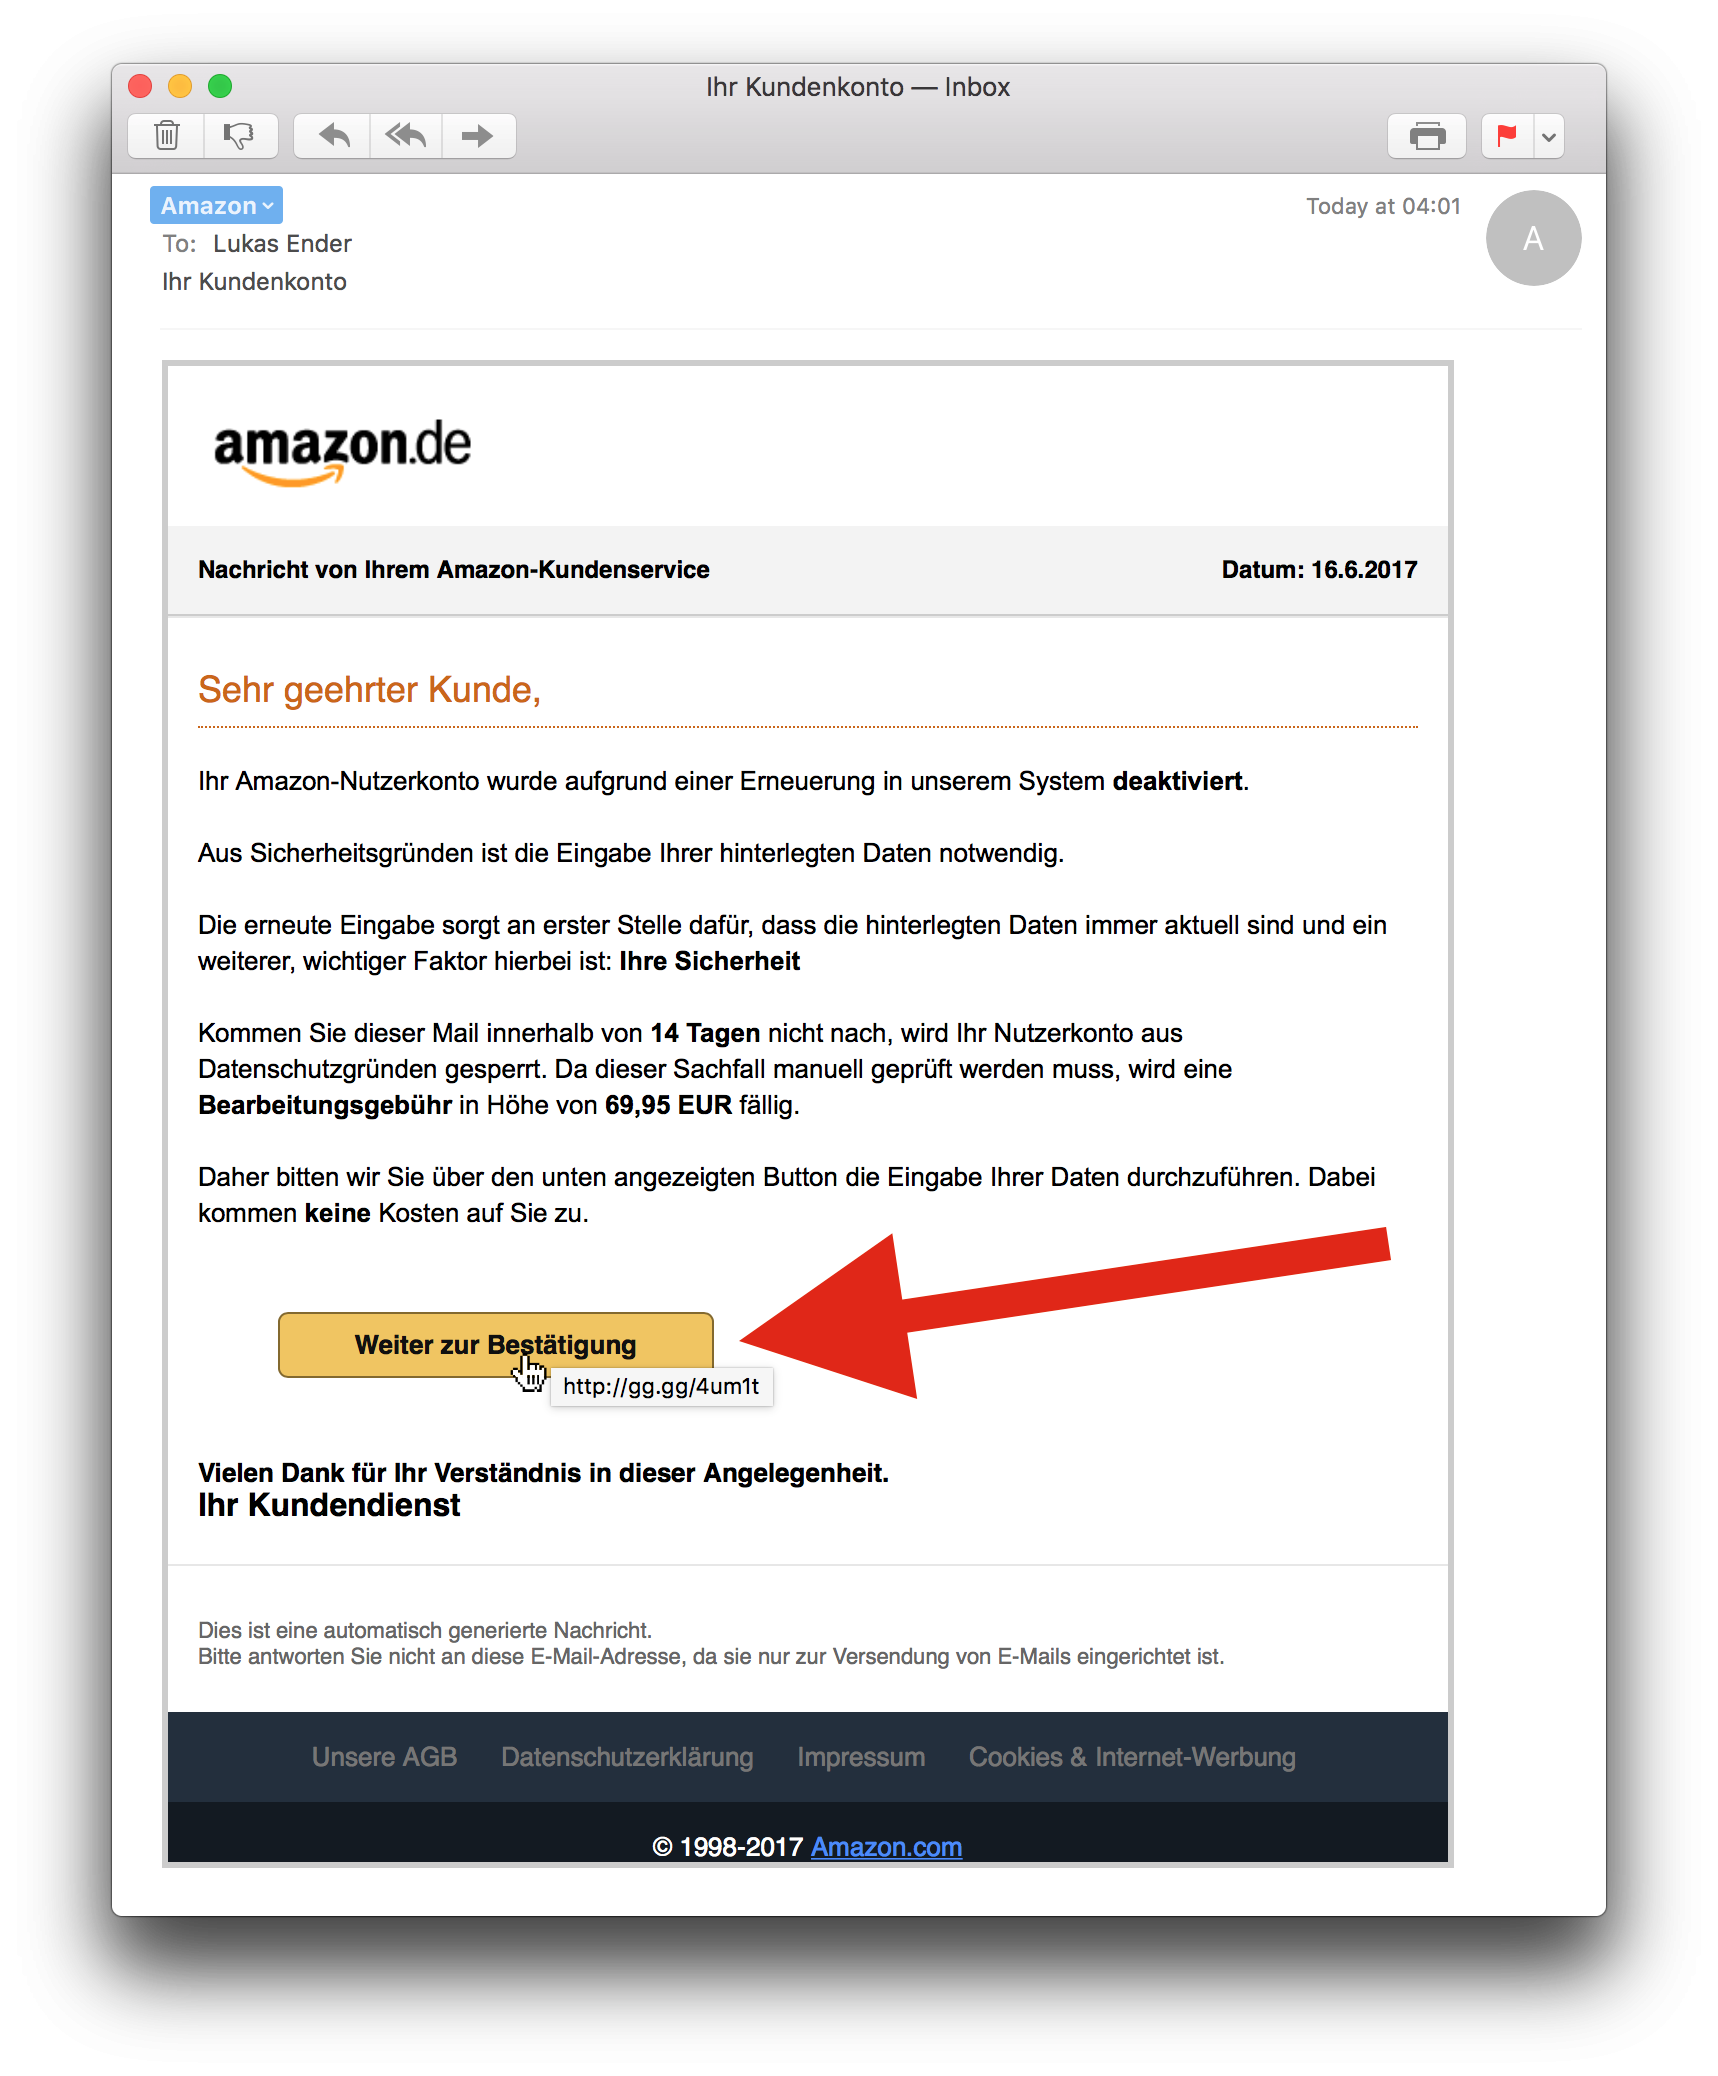 Ihr Kundenkonto — Inbox
Amazon
Today at 04:01
A
To: Lukas Ender
Ihr Kundenkonto
amazon.de
Nachricht von Ihrem Amazon-Kundenservice
Datum: 16.6.2017
Sehr geehrter Kunde,
Ihr Amazon-Nutzerkonto wurde aufgrund einer Erneuerung in unserem System deaktiviert.
Aus Sicherheitsgründen ist die Eingabe Ihrer hinterlegten Daten notwendig.
Die erneute Eingabe sorgt an erster Stelle dafür, dass die hinterlegten Daten immer aktuell sind und ein
weiterer, wichtiger Faktor hierbei ist: Ihre Sicherheit
Kommen Sie dieser Mail innerhalb von 14 Tagen nicht nach, wird Ihr Nutzerkonto aus
Datenschutzgründen gesperrt. Da dieser Sachfall manuell geprüft werden muss, wird eine
Bearbeitungsgebühr in Höhe von 69,95 EUR fällig.
Daher bitten wir Sie über den unten angezeigten Button die Eingabe Ihrer Daten durchzuführen. Dabei
kommen keine Kosten auf Sie zu.
Weiter zur Bestätigung
http://gg.gg/4um1t
Vielen Dank für Ihr Verständnis in dieser Angelegenheit.
Ihr Kundendienst
Dies ist eine automatisch generierte Nachricht.
Bitte antworten Sie nicht an diese E-Mail-Adresse, da sie nur zur Versendung von E-Mails eingerichtet ist.
Unsere AGB Datenschutzerklärung Impressum Cookies & Internet-Werbung
© 1998-2017 Amazon.com